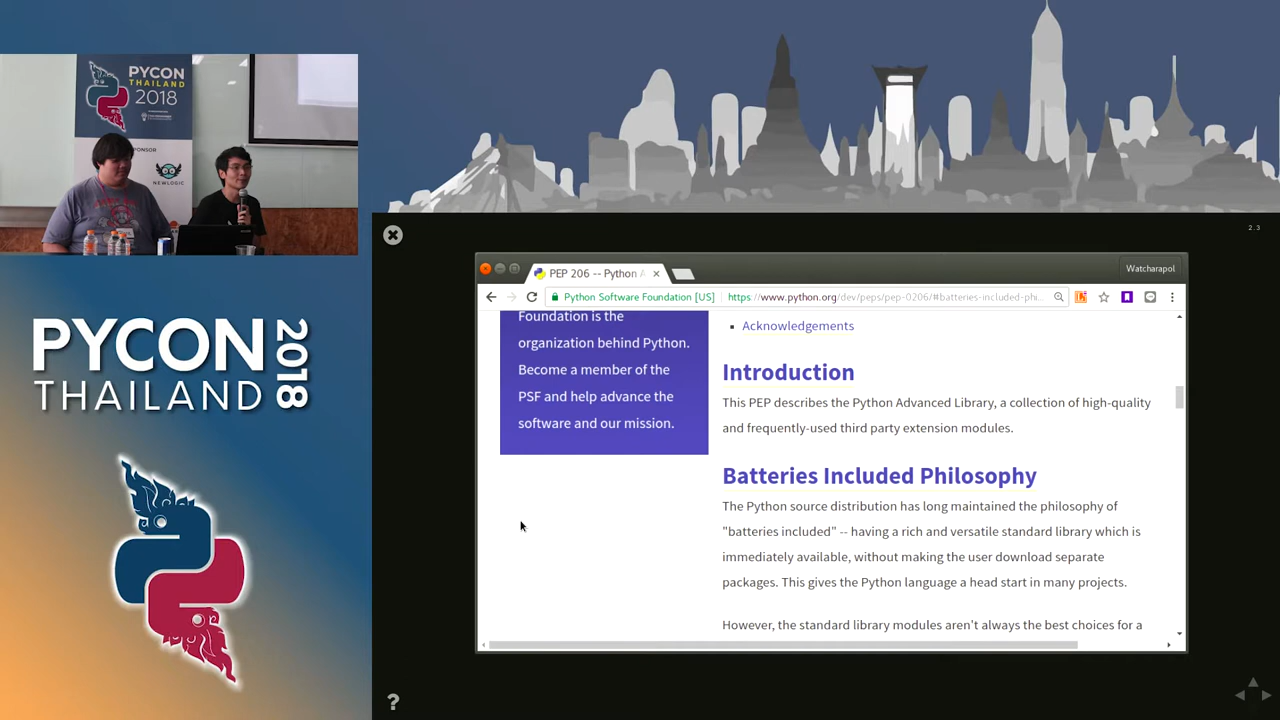 PYCON
THAILAND
2018
SPONSOR
NEWLOGIC
PYCON
THAILAND
2018
2.3
PEP 206 -- Python A
Watcharapol
Python Software Foundation [US]
https://www.python.org/dev/peps/pep-0206/#batteries-included-phi...
Foundation is the
organization behind Python.
Become a member of the
PSF and help advance the
software and our mission.
Acknowledgements
Introduction
This PEP describes the Python Advanced Library, a collection of high-quality
and frequently-used third party extension modules.
Batteries Included Philosophy
The Python source distribution has long maintained the philosophy of
"batteries included" -- having a rich and versatile standard library which is
immediately available, without making the user download separate
packages. This gives the Python language a head start in many projects.
However, the standard library modules aren't always the best choices for a
?